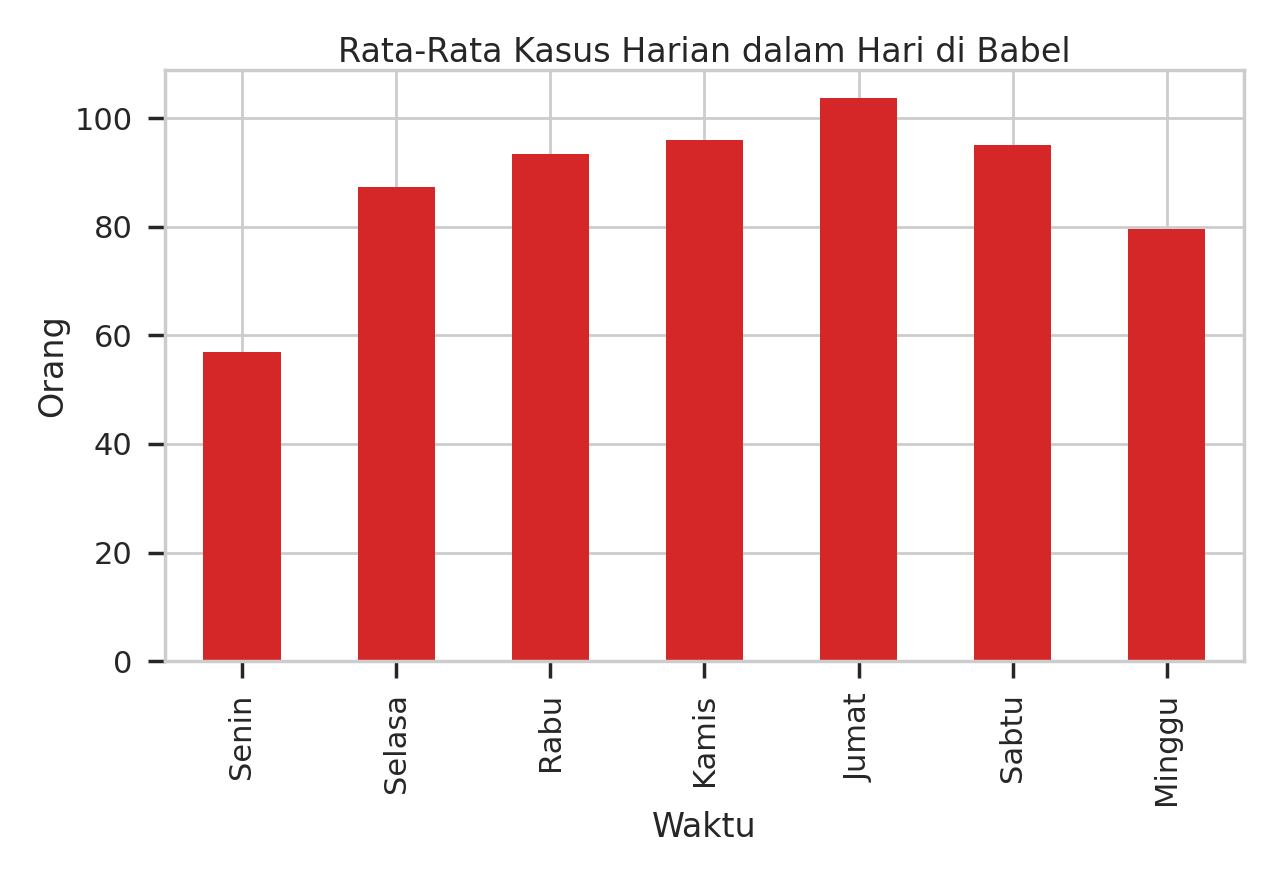 Rata-Rata Kasus Harian dalam Hari di Babel
Orang
100
80
60
40
20
0
Senin
Selasa
Rabu
Kamis
Jumat
Sabtu
Minggu
Waktu